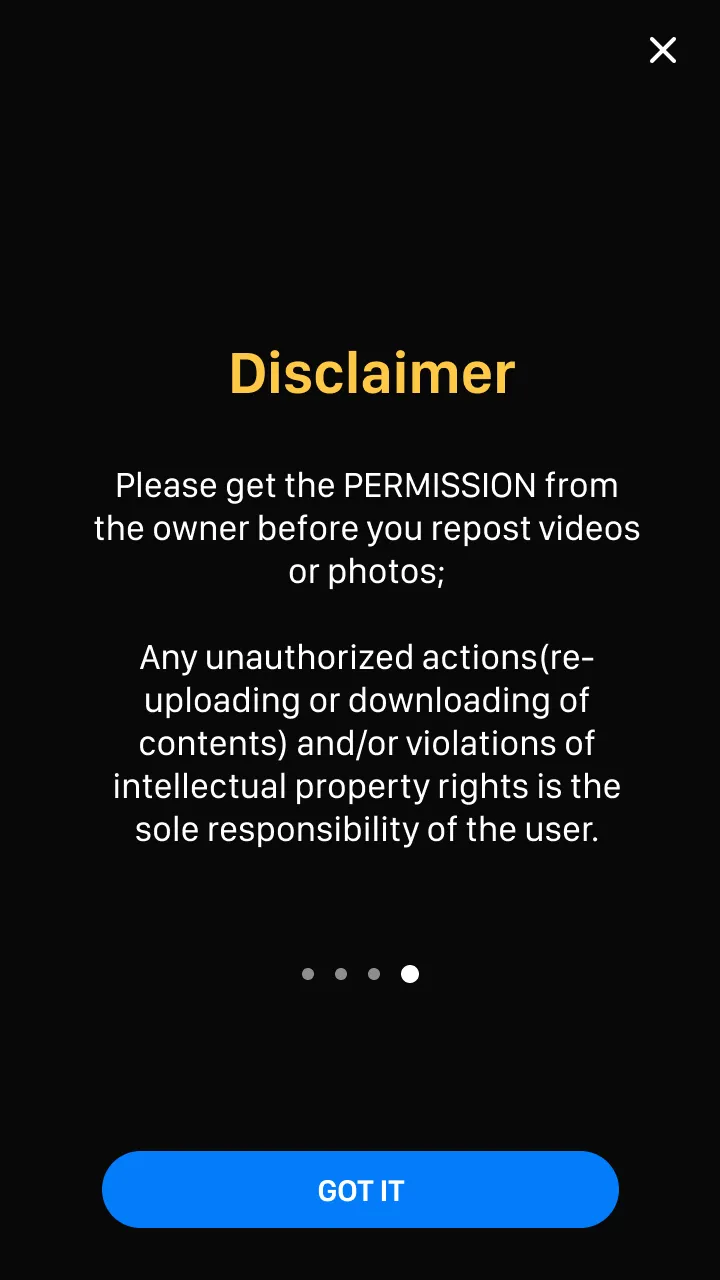 Disclaimer
Please get the PERMISSION from
the owner before you repost videos
or photos;
Any unauthorized actions(re-
uploading or downloading of
contents) and/or violations of
intellectual property rights is the
sole responsibility of the user.
GOT IT